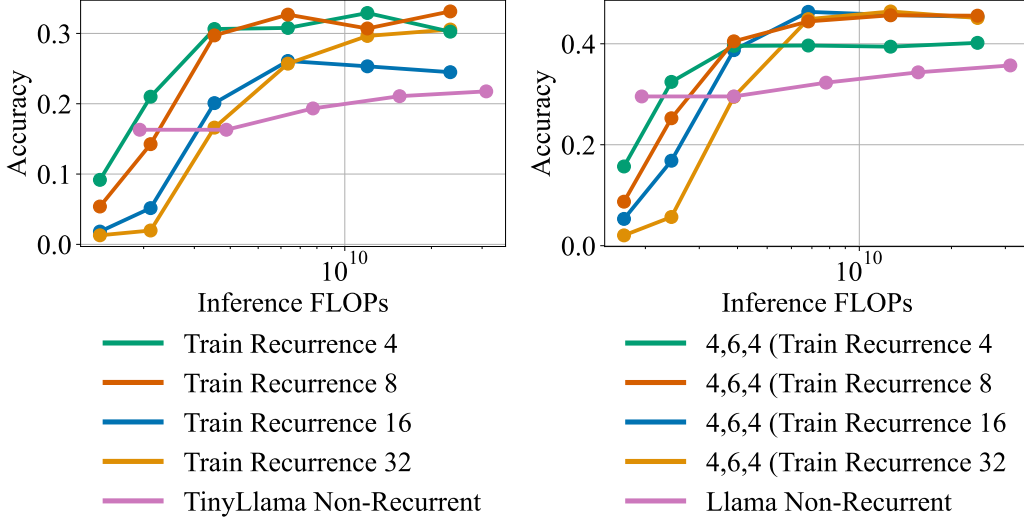 0.3
0.2
0.1
0.0
Accuracy
10^10
Inference FLOPs
Train Recurrence 4
Train Recurrence 8
Train Recurrence 16
Train Recurrence 32
TinyLlama Non-Recurrent
0.4
0.2
0.0
Accuracy
10^10
Inference FLOPs
4,6,4 (Train Recurrence 4
4,6,4 (Train Recurrence 8
4,6,4 (Train Recurrence 16
4,6,4 (Train Recurrence 32
Llama Non-Recurrent